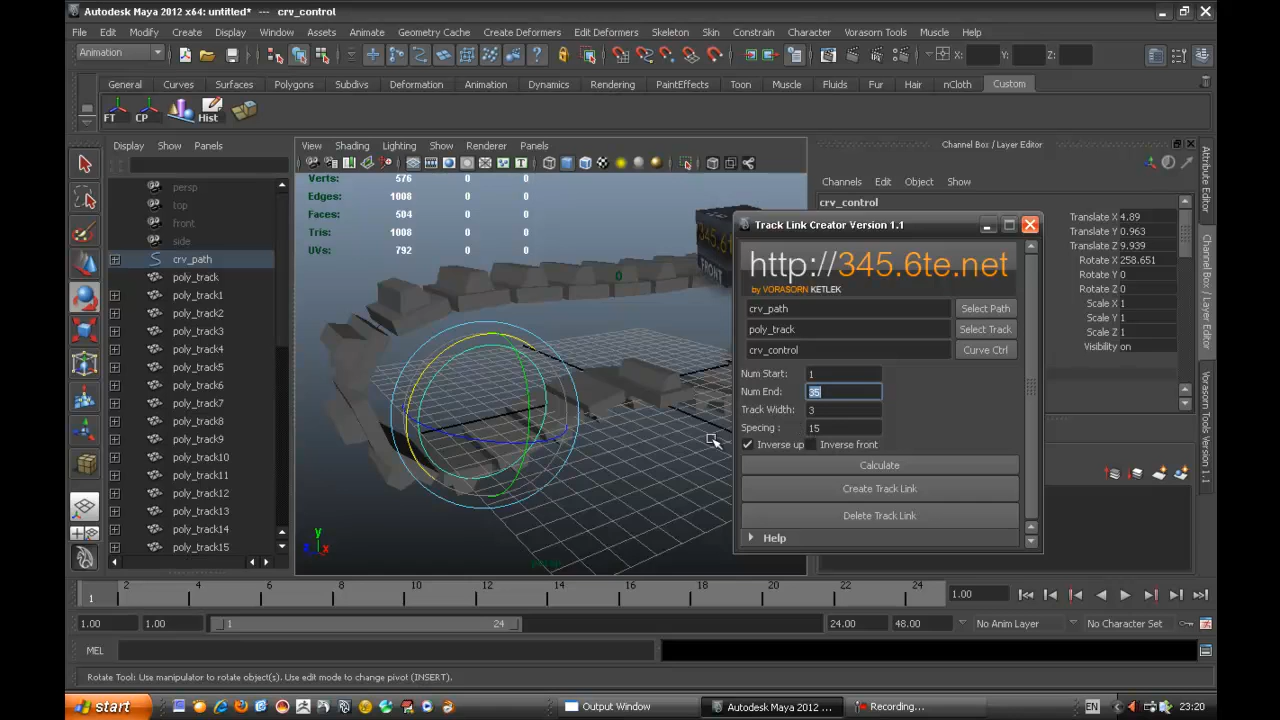 Autodesk Maya 2012 x64: untitled* --- crv_control
File Edit Modify Create Display Window Assets Animate Geometry Cache Create Deformers Edit Deformers Skeleton Skin Constrain Character Vorasorn Tools Muscle Help
Animation X: Y: Z:
General Curves Surfaces Polygons Subdivs Deformation Animation Dynamics Rendering PaintEffects Toon Muscle Fluids Fur Hair nCloth Custom
FT CP Hist
Display Show Panels
View Shading Lighting Show Renderer Panels
Channel Box / Layer Editor
Channels Edit Object Show
persp
top
front
side
crv_path
poly_track
poly_track1
poly_track2
poly_track3
poly_track4
poly_track5
poly_track6
poly_track7
poly_track8
poly_track9
poly_track10
poly_track11
poly_track12
poly_track13
poly_track14
poly_track15
Verts: 576 0 0
Edges: 1008 0 0
Faces: 504 0 0
Tris: 1008 0 0
UVs: 792 0 0
345.6t
FRONT
0
y
x
persp
crv_control
Translate X 4.89
Translate Y 0.963
Translate Z 9.939
Rotate X 258.651
Rotate Y 0
Rotate Z 0
Scale X 1
Scale Y 1
Scale Z 1
Visibility on
Attribute Editor
Channel Box / Layer Editor
Vorasorn Tools Version 1.1
Track Link Creator Version 1.1
http://345.6te.net
by VORASORN KETLEK
crv_path Select Path
poly_track Select Track
crv_control Curve Ctrl
Num Start: 1
Num End: 35
Track Width: 3
Specing : 15
Inverse up Inverse front
Calculate
Create Track Link
Delete Track Link
Help
1 2 4 6 8 10 12 14 16 18 20 22 24 1.00
1.00 1.00 1 24 24.00 48.00 No Anim Layer No Character Set
MEL
Rotate Tool: Use manipulator to rotate object(s). Use edit mode to change pivot (INSERT).
start Output Window Autodesk Maya 2012 ... Recording... EN 23:20